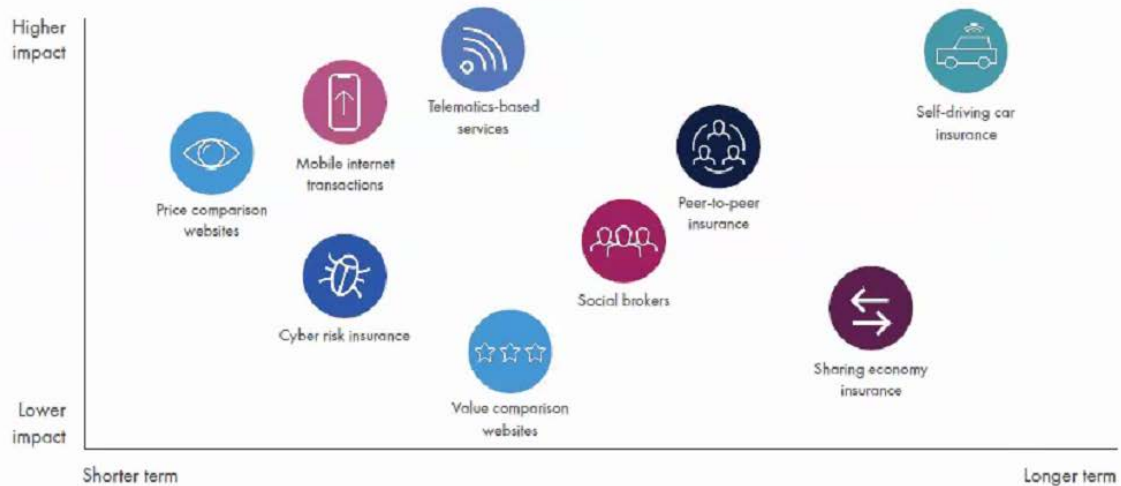 Higher
impact
Telematics-based
services
Self-driving car
insurance
Mobile internet
transactions
Price comparison
websites
Peer-to-peer
insurance
Social brokers
Cyber risk insurance
Sharing economy
insurance
Value comparison
websites
Lower
impact
Shorter term
Longer term